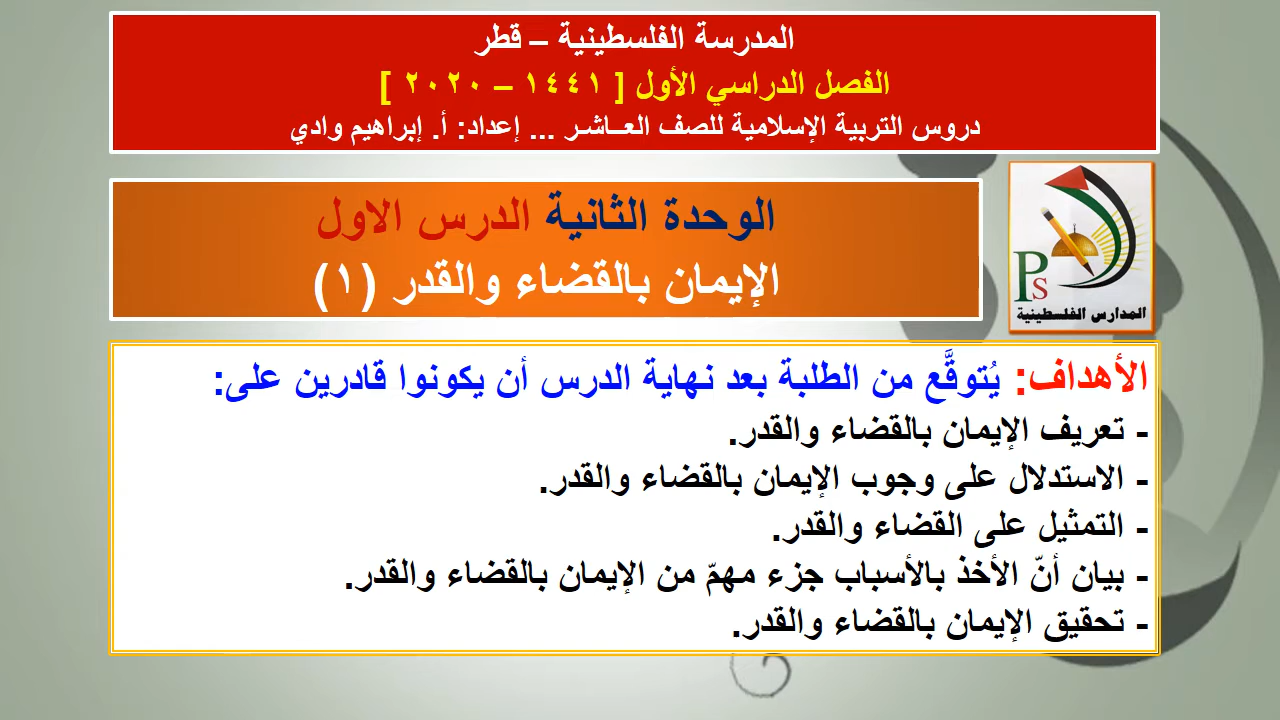 المدرسة الفلسطينية – قطر
الفصل الدراسي الأول [ ١٤٤١ – ٢٠٢٠ ]
دروس التربية الإسلامية للصف العــاشـر ... إعداد: أ. إبراهيم وادي
الوحدة الثانية الدرس الاول
الإيمان بالقضاء والقدر (١)
PS
المدارس الفلسطينية
الأهداف: يُتوقَّع من الطلبة بعد نهاية الدرس أن يكونوا قادرين على:
- تعريف الإيمان بالقضاء والقدر.
- الاستدلال على وجوب الإيمان بالقضاء والقدر.
- التمثيل على القضاء والقدر.
- بيان أنّ الأخذ بالأسباب جزء مهمّ من الإيمان بالقضاء والقدر.
- تحقيق الإيمان بالقضاء والقدر.